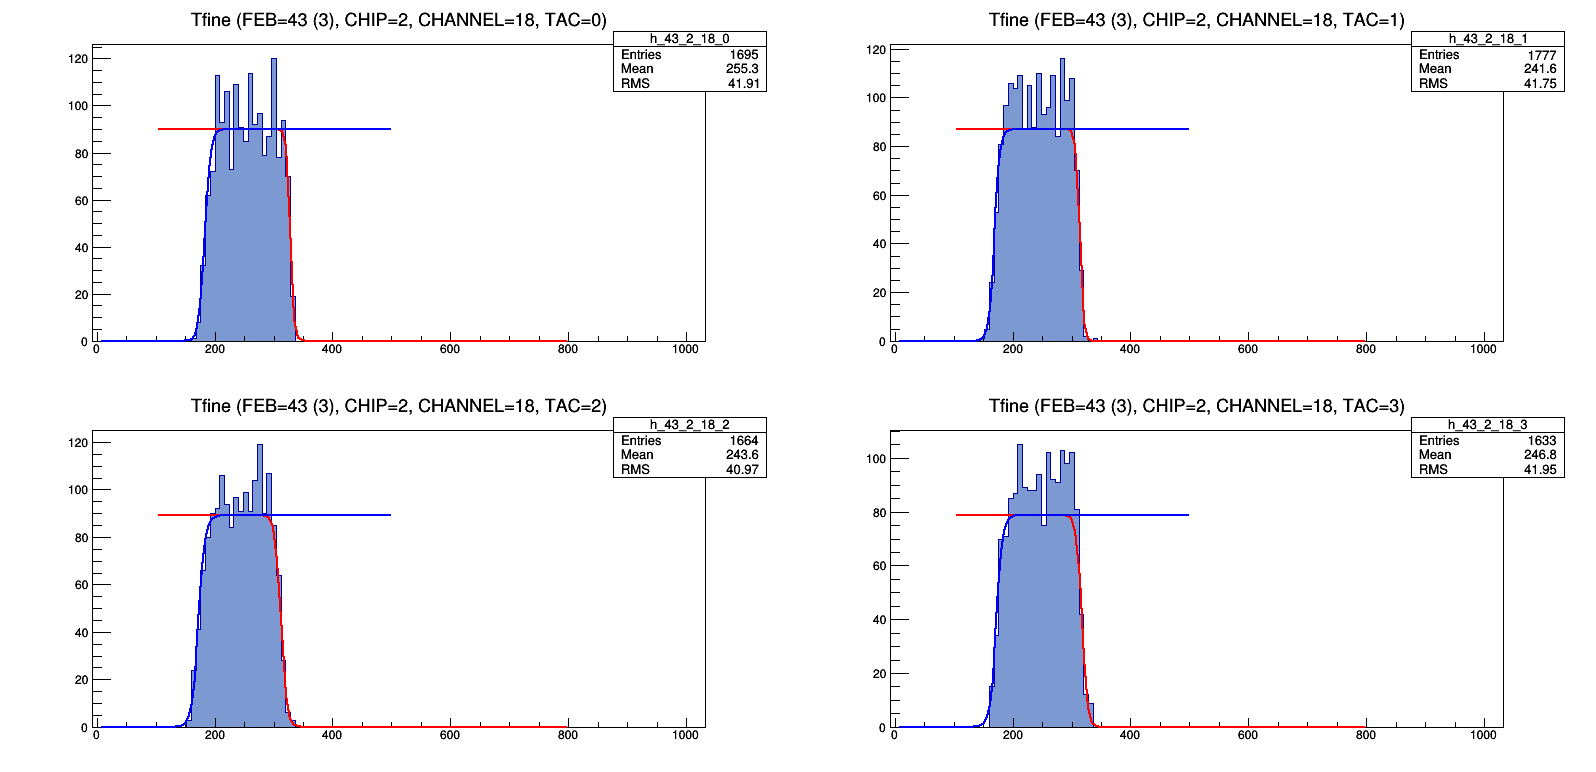 Tfine (FEB=43 (3), CHIP=2, CHANNEL=18, TAC=0)
h_43_2_18_0
Entries 1695
Mean 255.3
RMS 41.91
120
100
80
60
40
20
0
0 200 400 600 800 1000
Tfine (FEB=43 (3), CHIP=2, CHANNEL=18, TAC=1)
h_43_2_18_1
Entries 1777
Mean 241.6
RMS 41.75
120
100
80
60
40
20
0
0 200 400 600 800 1000
Tfine (FEB=43 (3), CHIP=2, CHANNEL=18, TAC=2)
h_43_2_18_2
Entries 1664
Mean 243.6
RMS 40.97
120
100
80
60
40
20
0
0 200 400 600 800 1000
Tfine (FEB=43 (3), CHIP=2, CHANNEL=18, TAC=3)
h_43_2_18_3
Entries 1633
Mean 246.8
RMS 41.95
100
80
60
40
20
0
0 200 400 600 800 1000